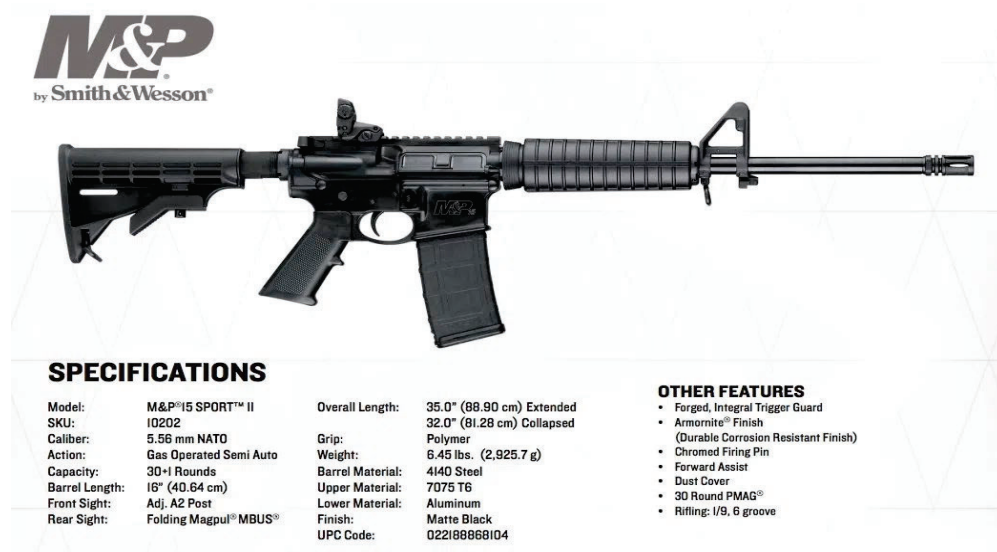 M&P®
by Smith&Wesson®
M&P 15
SPECIFICATIONS
Model: M&P®15 SPORT™ II
SKU: 10202
Caliber: 5.56 mm NATO
Action: Gas Operated Semi Auto
Capacity: 30+1 Rounds
Barrel Length: 16" (40.64 cm)
Front Sight: Adj. A2 Post
Rear Sight: Folding Magpul® MBUS®
Overall Length: 35.0" (88.90 cm) Extended
32.0" (81.28 cm) Collapsed
Grip: Polymer
Weight: 6.45 lbs. (2,925.7 g)
Barrel Material: 4140 Steel
Upper Material: 7075 T6
Lower Material: Aluminum
Finish: Matte Black
UPC Code: 022188868104
OTHER FEATURES
• Forged, Integral Trigger Guard
• Armornite® Finish
(Durable Corrosion Resistant Finish)
• Chromed Firing Pin
• Forward Assist
• Dust Cover
• 30 Round PMAG®
• Rifling: 1/9, 6 groove